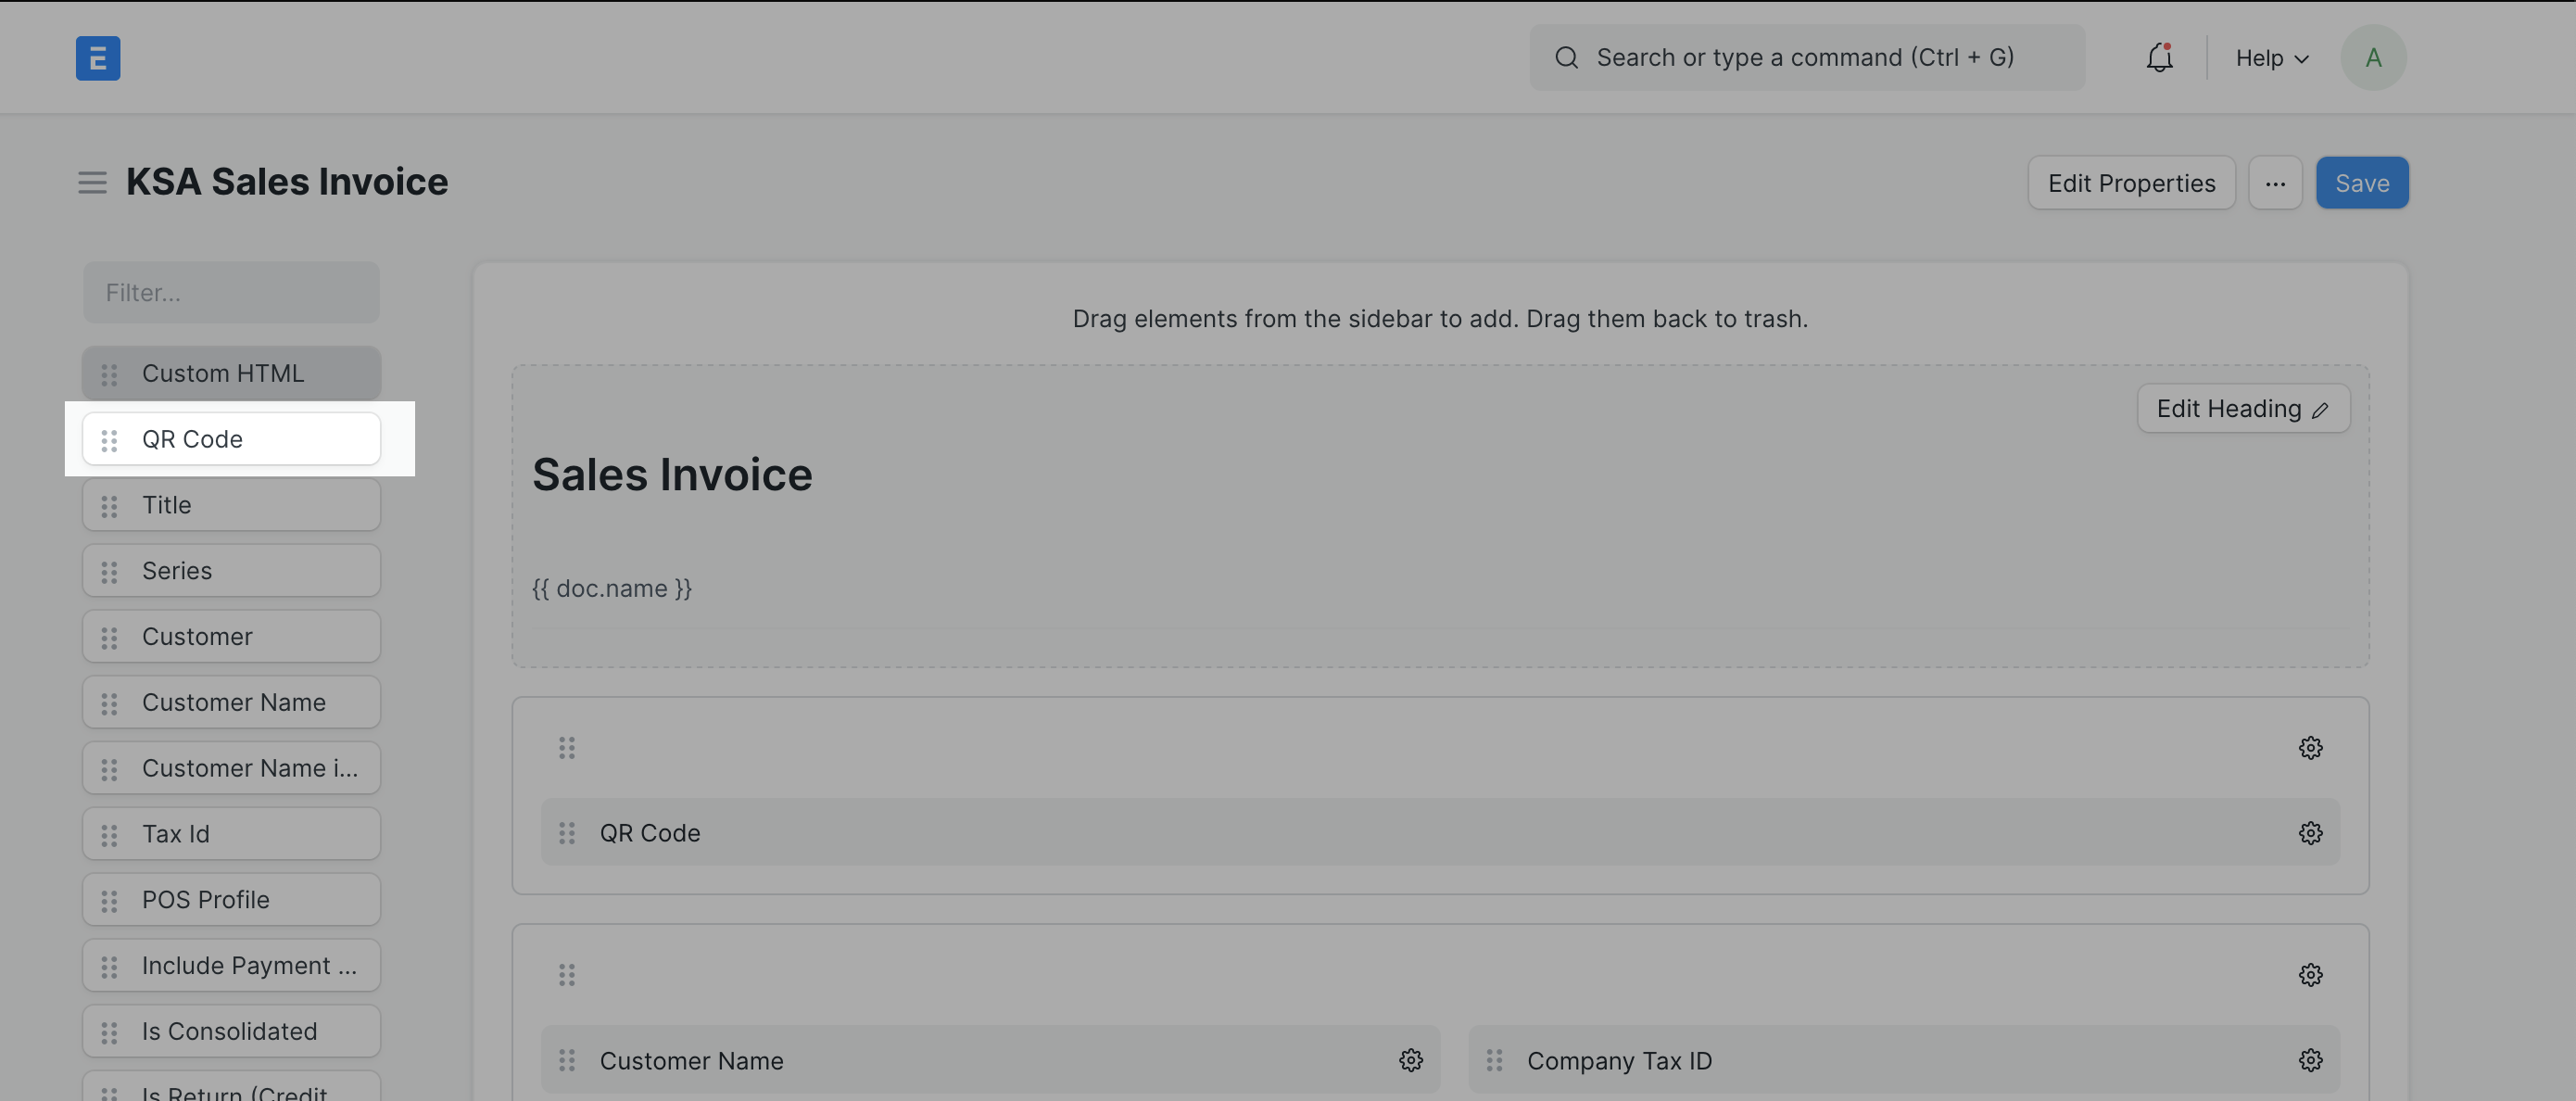 E
Search or type a command (Ctrl + G)
Help
A
KSA Sales Invoice
Edit Properties
...
Save
Filter...
Drag elements from the sidebar to add. Drag them back to trash.
Custom HTML
QR Code
Title
Series
Customer
Customer Name
Customer Name i...
Tax Id
POS Profile
Include Payment ...
Is Consolidated
Is Return (Credit
Edit Heading
Sales Invoice
{{ doc.name }}
QR Code
Customer Name
Company Tax ID